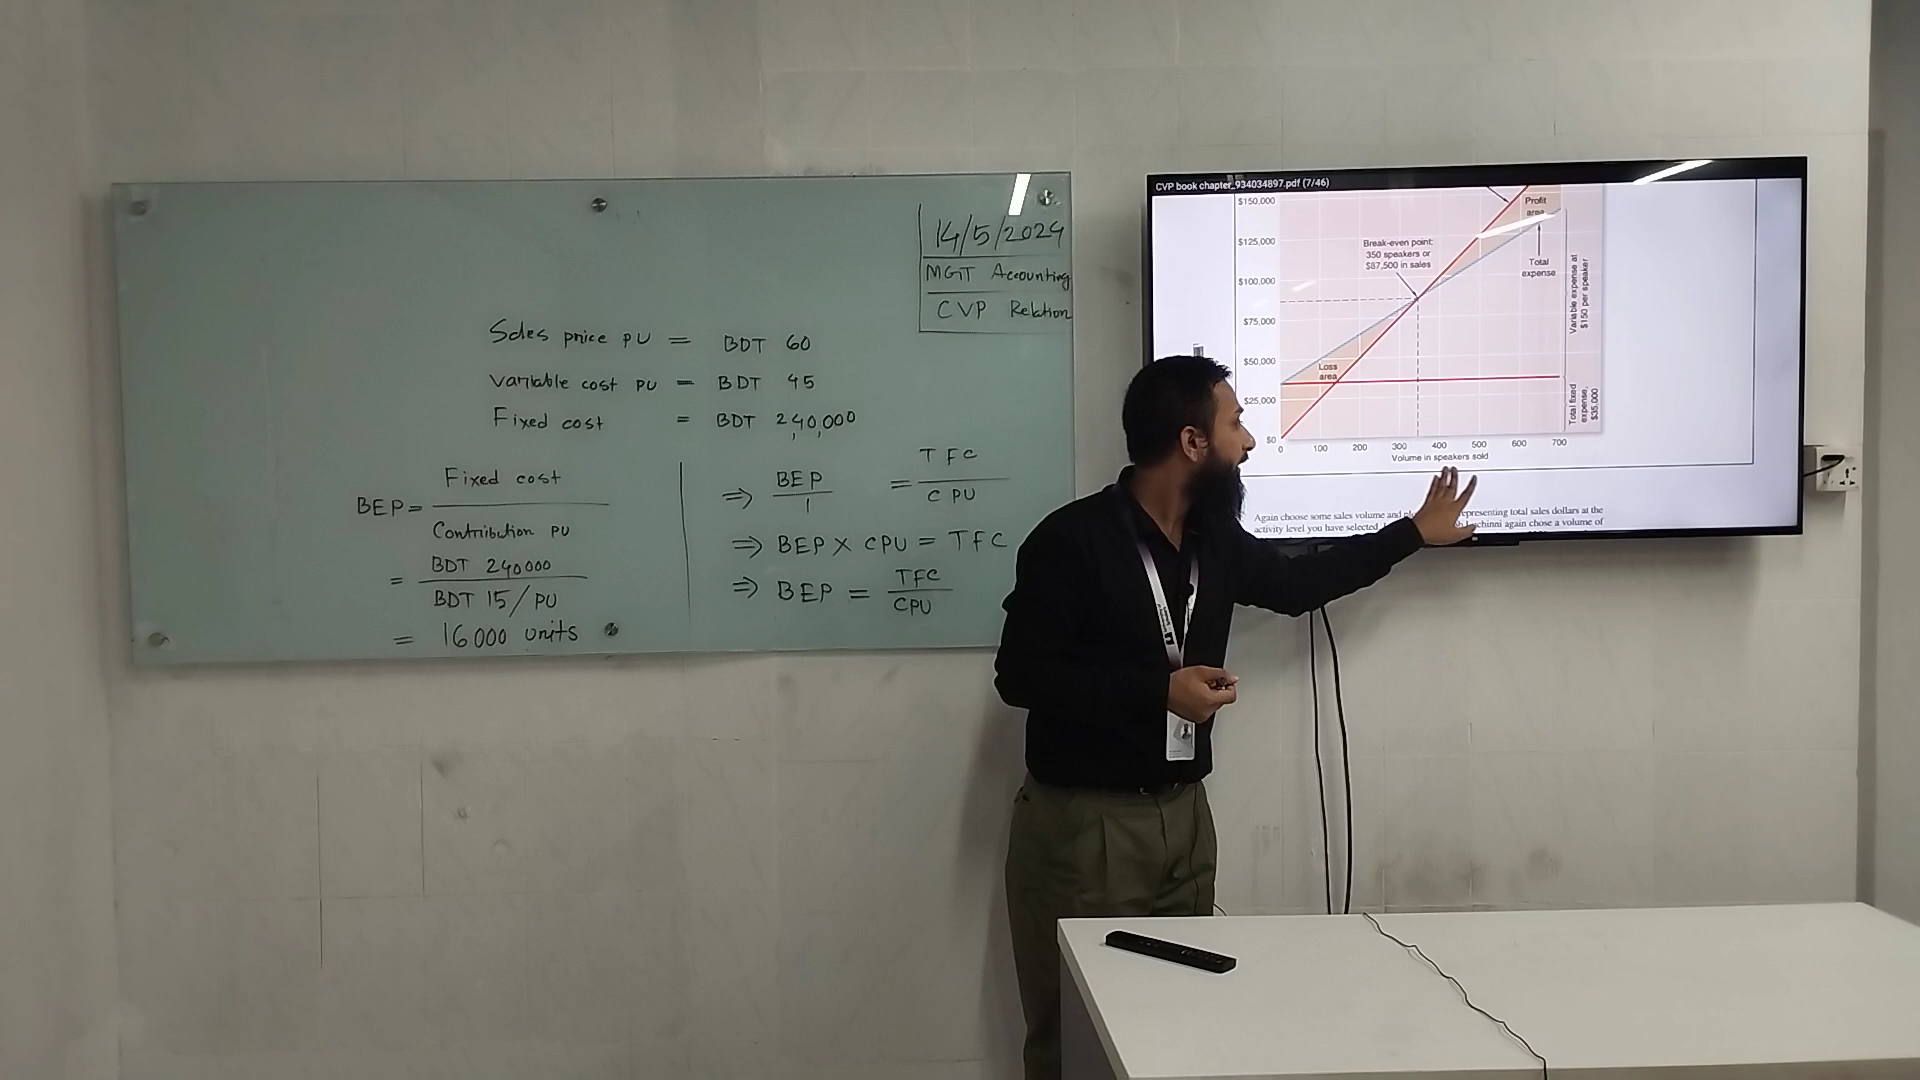 14/5/2024
MGT Accounting
CVP Relation
Sales price pu = BDT 60
variable cost pu = BDT 45
Fixed cost = BDT 240,000
BEP = Fixed cost
Contribution pu
= BDT 240000
BDT 15/PU
= 16000 units
⇒ BEP/1 = TFC/CPU
⇒ BEP X CPU = TFC
⇒ BEP = TFC/CPU
CVP book chapter_934034897.pdf (7/46)
$150,000
$125,000
$100,000
$75,000
$50,000
$25,000
$0
Profit
area
Break-even point:
350 speakers or
$87,500 in sales
Total
expense
Loss
area
Variable expense at
$150 per speaker
Total fixed
expense,
$35,000
0 100 200 300 400 500 600 700
Volume in speakers sold
Again choose some sales volume and representing total sales dollars at the
activity level you have selected. again chose a volume of